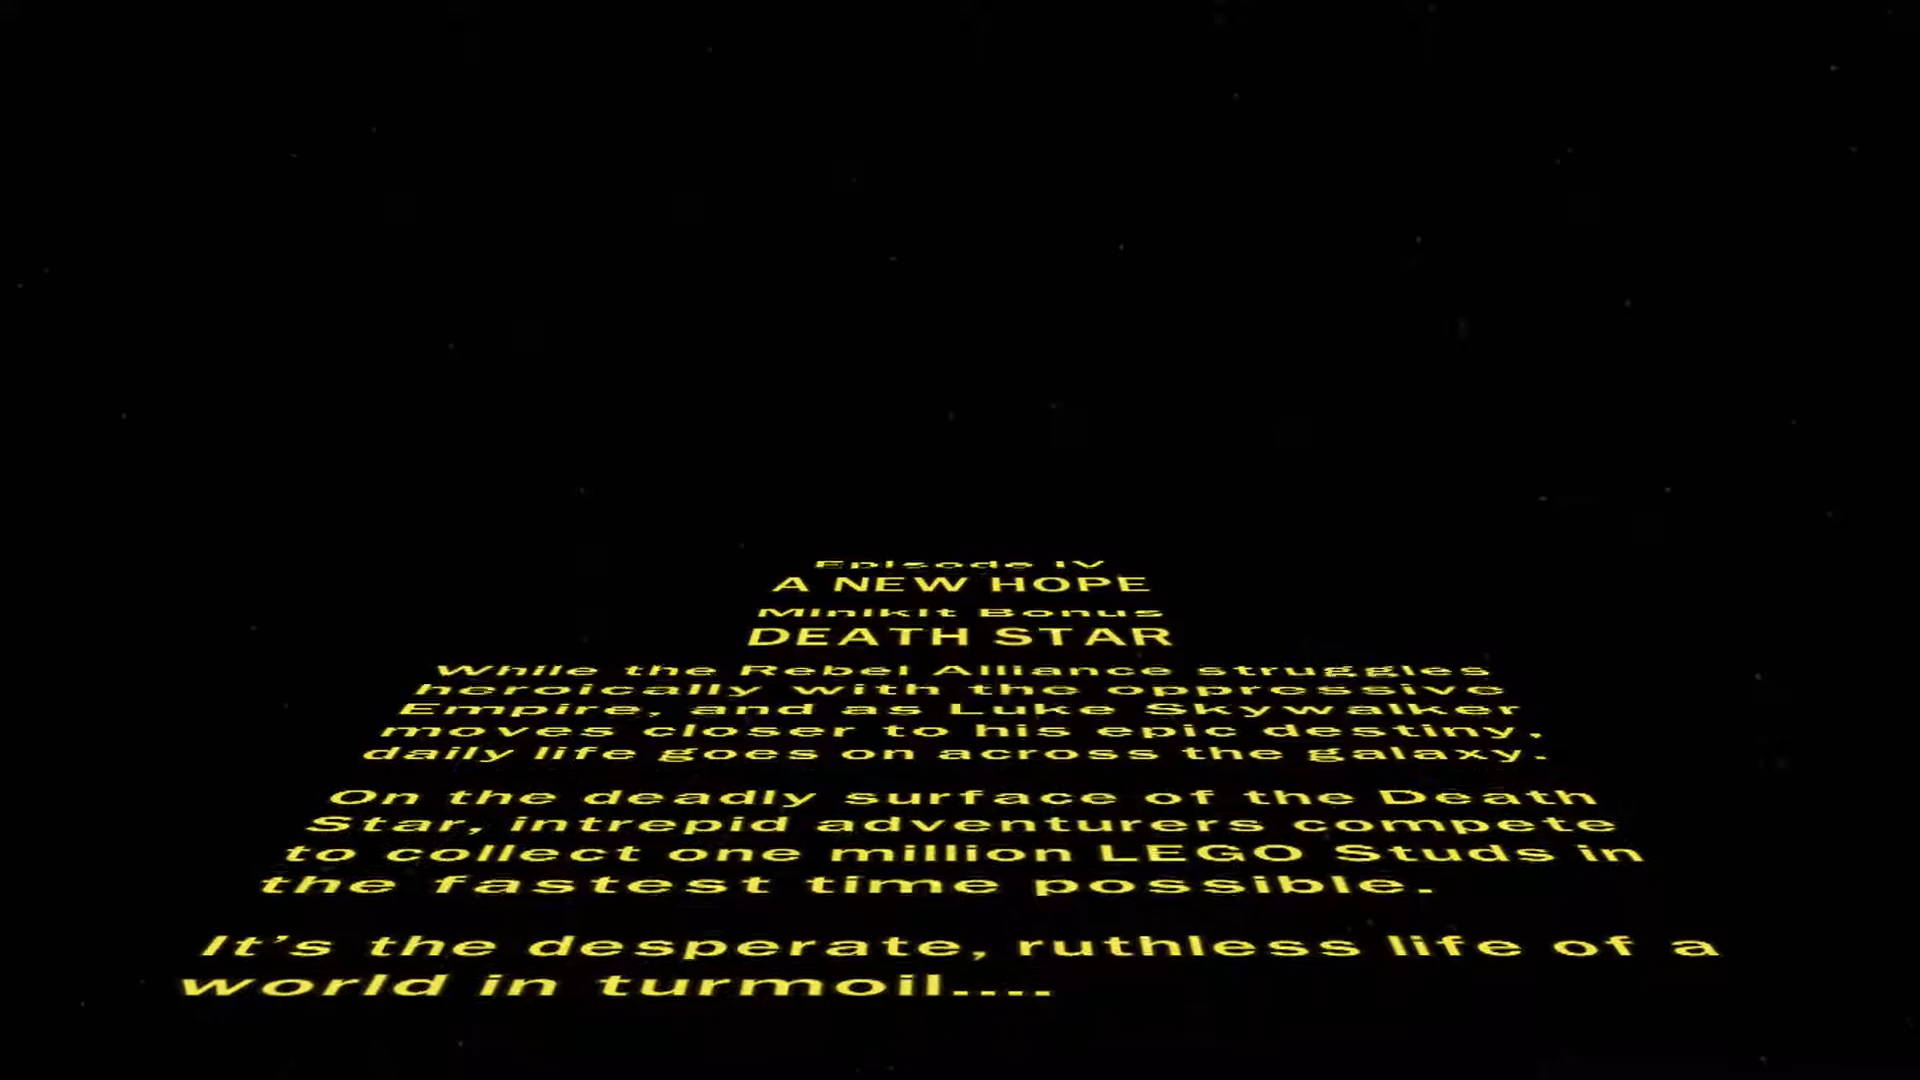 Episode IV
A NEW HOPE
Minikit Bonus
DEATH STAR
While the Rebel Alliance struggles
heroically with the oppressive
Empire, and as Luke Skywalker
moves closer to his epic destiny,
daily life goes on across the galaxy.
On the deadly surface of the Death
Star, intrepid adventurers compete
to collect one million LEGO Studs in
the fastest time possible.
It’s the desperate, ruthless life of a
world in turmoil....